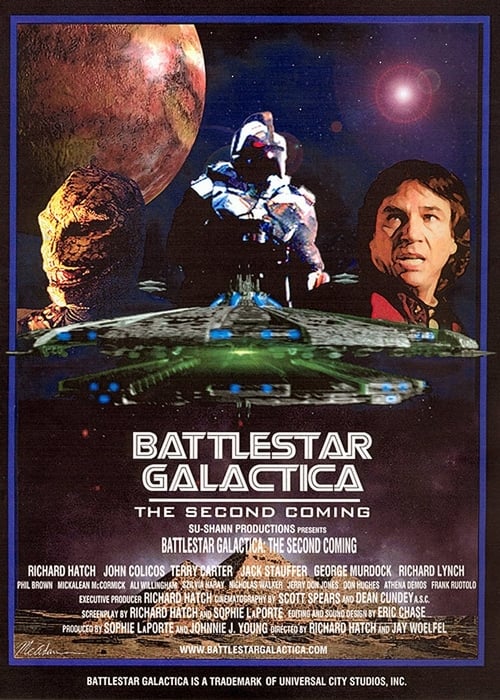 BATTLESTAR
GALACTICA
THE SECOND COMING
SU-SHANN PRODUCTIONS PRESENTS
BATTLESTAR GALACTICA: THE SECOND COMING
RICHARD HATCH JOHN COLICOS TERRY CARTER JACK STAUFFER GEORGE MURDOCK RICHARD LYNCH
PHIL BROWN MICKALEAN McCORMICK ALI WILLINGHAM SZILVIA NARAY NICHOLAS WALKER JERRY DON JONES DON HUGHES ATHENA DEMOS FRANK RUOTOLO
EXECUTIVE PRODUCER RICHARD HATCH CINEMATOGRAPHY BY SCOTT SPEARS AND DEAN CUNDEY A.S.C.
SCREENPLAY BY RICHARD HATCH AND SOPHIE LaPORTE EDITING AND SOUND DESIGN BY ERIC CHASE
PRODUCED BY SOPHIE LaPORTE AND JOHNNIE J. YOUNG DIRECTED BY RICHARD HATCH AND JAY WOELFEL
WWW.BATTLESTARGALACTICA.COM
BATTLESTAR GALACTICA IS A TRADEMARK OF UNIVERSAL CITY STUDIOS, INC.